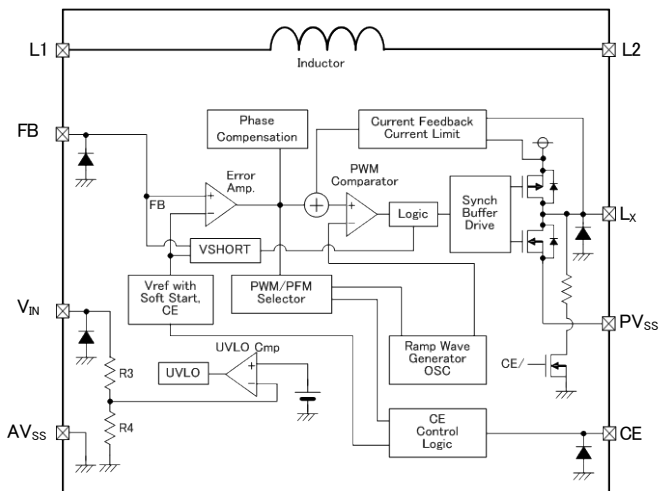 L1
L2
Inductor
FB
Phase
Compensation
Current Feedback
Current Limit
Error
Amp.
PWM
Comparator
FB
+
−
+
+
−
Logic
Synch
Buffer
Drive
LX
VSHORT
Vref with
Soft Start,
CE
PWM/PFM
Selector
VIN
PVSS
Ramp Wave
Generator
OSC
UVLO Cmp
R3
UVLO
+
−
CE/
R4
AVSS
CE
Control
Logic
CE